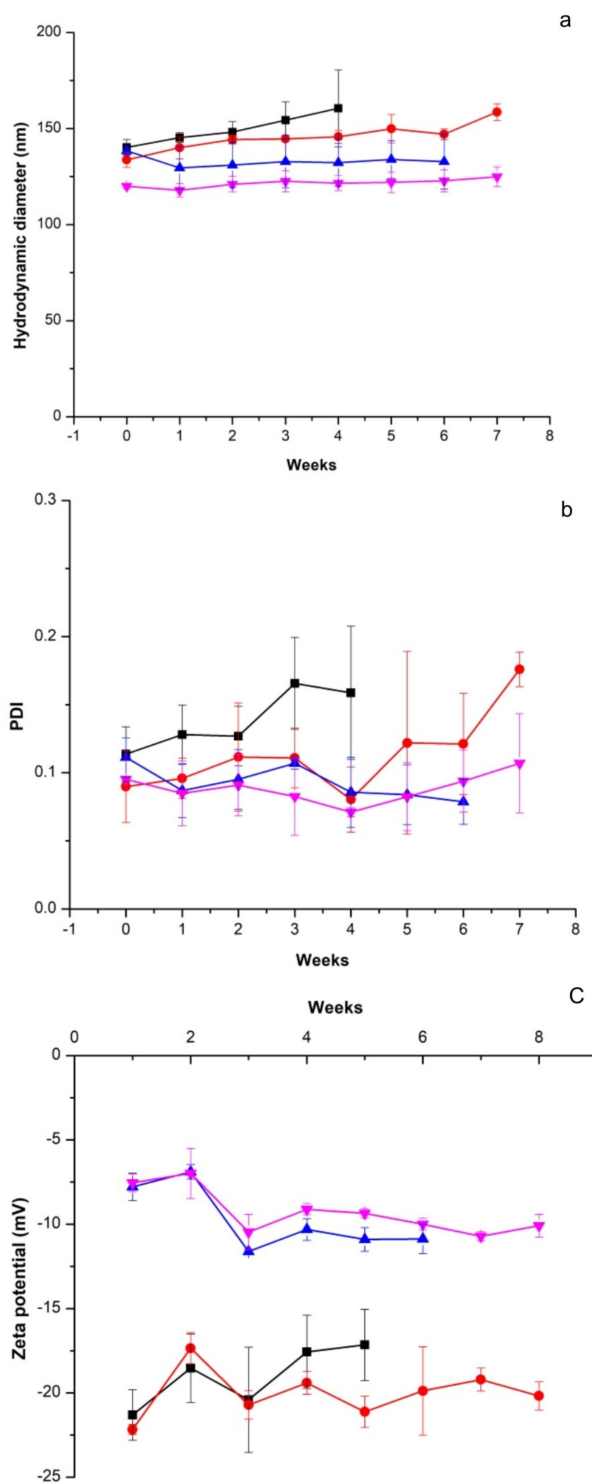 a
200
150
100
50
0
-1 0 1 2 3 4 5 6 7 8
Hydrodynamic diameter (nm)
Weeks
b
0.3
0.2
0.1
0.0
-1 0 1 2 3 4 5 6 7 8
PDI
Weeks
C
Weeks
0 2 4 6 8
0
-5
-10
-15
-20
-25
Zeta potential (mV)